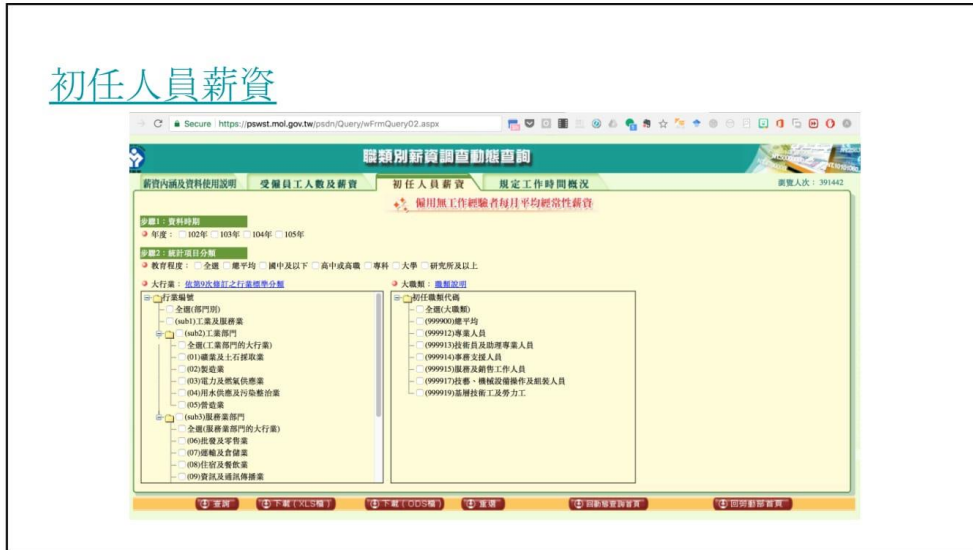 初任人員薪資
Secure https://pswst.mol.gov.tw/psdn/Query/wFrmQuery02.aspx
職類別薪資調查動態查詢
薪資內涵及資料使用說明 受僱員工人數及薪資 初任人員薪資 規定工作時間概況 瀏覽人次：391442
僱用無工作經驗者每月平均經常性薪資
步驟1：資料時期
年度： 102年 103年 104年 105年
步驟2：統計項目分類
教育程度： 全選 總平均 國中及以下 高中或高職 專科 大學 研究所及以上
大行業：依第9次修訂之行業標準分類
行業編號
全選(部門別)
(sub1)工業及服務業
(sub2)工業部門
全選(工業部門的大行業)
(01)礦業及土石採取業
(02)製造業
(03)電力及燃氣供應業
(04)用水供應及污染整治業
(05)營造業
(sub3)服務業部門
全選(服務業部門的大行業)
(06)批發及零售業
(07)運輸及倉儲業
(08)住宿及餐飲業
(09)資訊及通訊傳播業
大職類：職類說明
初任職類代碼
全選(大職類)
(999900)總平均
(999912)專業人員
(999913)技術員及助理專業人員
(999914)事務支援人員
(999915)服務及銷售工作人員
(999917)技藝、機械設備操作及組裝人員
(999919)基層技術工及勞力工
查詢 下載(XLS檔) 下載(ODS檔) 重選 回動態查詢首頁 回勞動部首頁